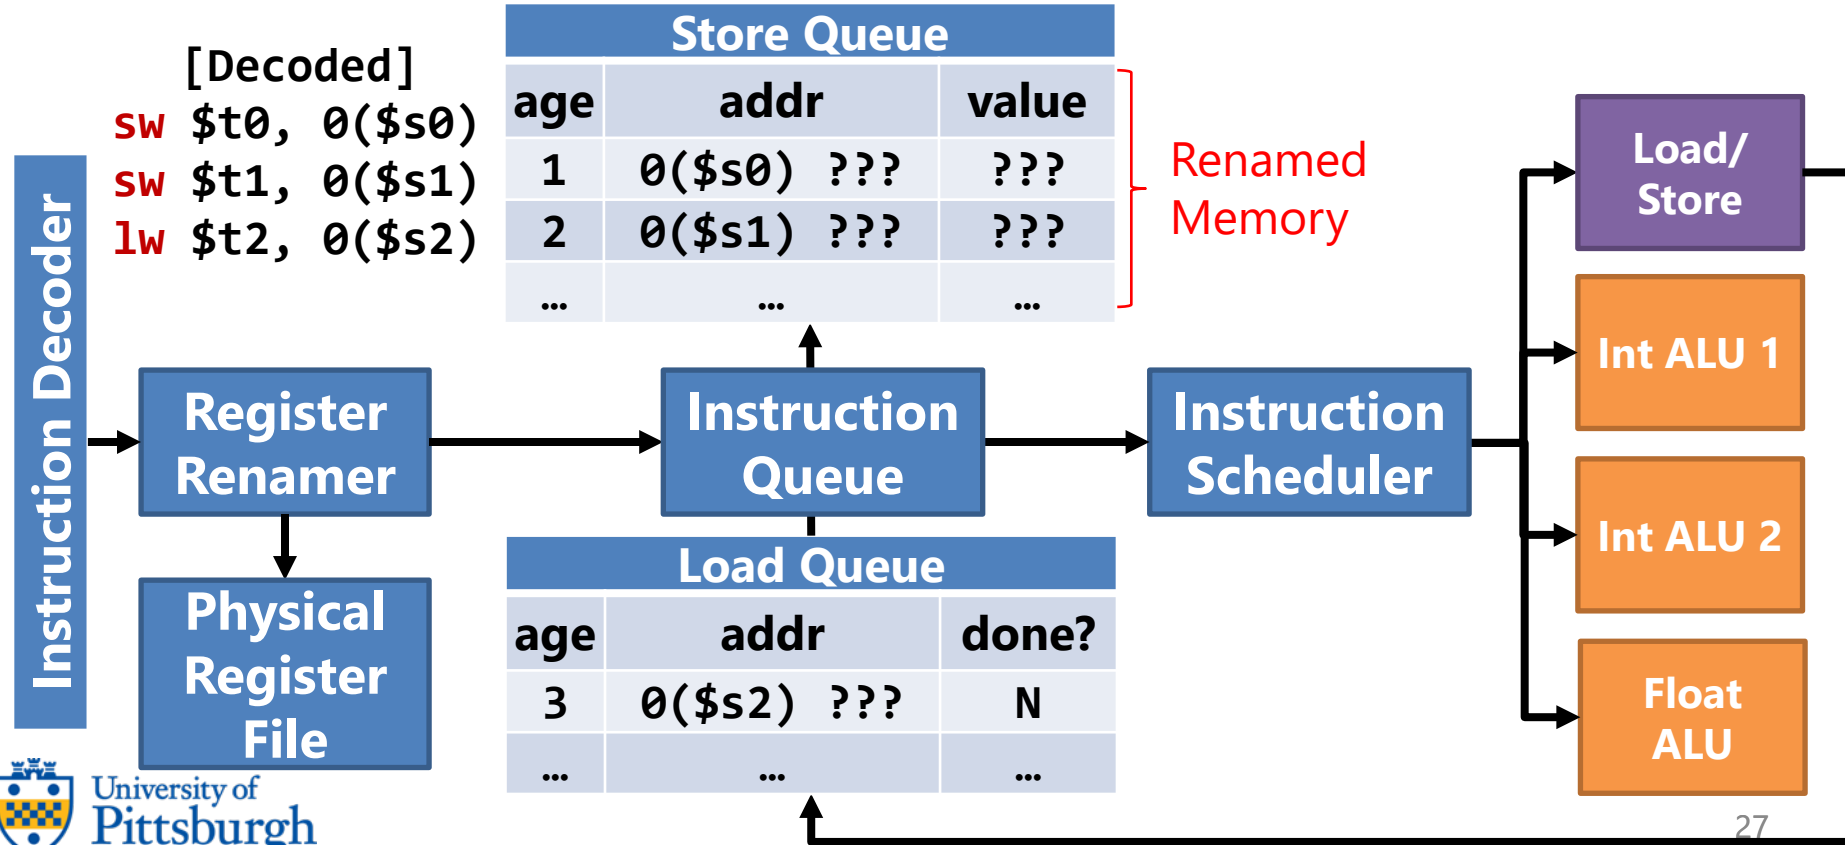 [Decoded]
sw $t0, 0($s0)
sw $t1, 0($s1)
lw $t2, 0($s2)
Instruction Decoder
Store Queue
age addr value
1 0($s0) ??? ???
2 0($s1) ??? ???
… … …
Renamed
Memory
Register
Renamer
Instruction
Queue
Instruction
Scheduler
Physical
Register
File
Load Queue
age addr done?
3 0($s2) ??? N
… … …
Load/
Store
Int ALU 1
Int ALU 2
Float
ALU
University of
Pittsburgh
27